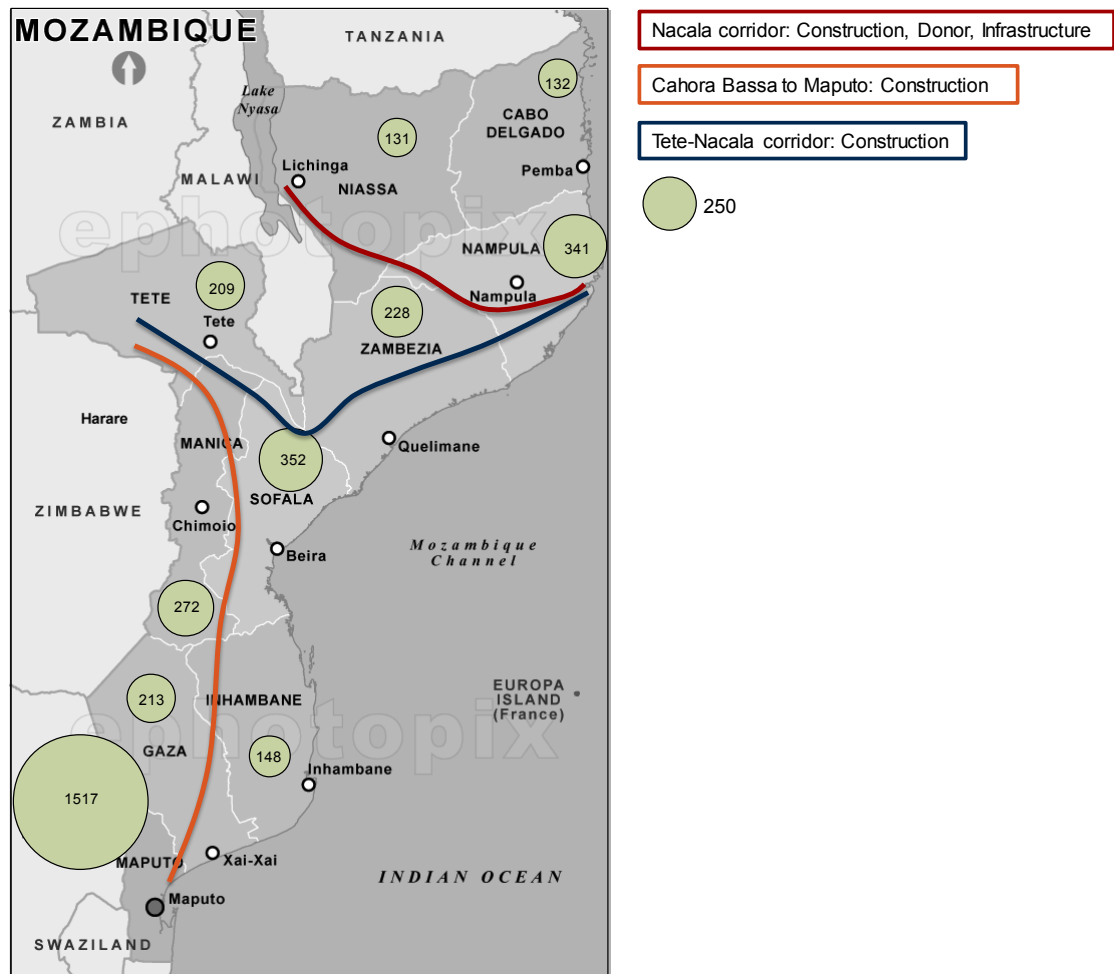 MOZAMBIQUE
TANZANIA
Lake
Nyasa
132
CABO
DELGADO
ZAMBIA
131
Lichinga
MALAWI
NIASSA
Pemba
ephotopix
NAMPULA
341
209
TETE
Tete
Nampula
228
ZAMBEZIA
Harare
MANICA
Quelimane
352
SOFALA
ZIMBABWE
Chimoio
Mozambique
Channel
Beira
272
EUROPA
ISLAND
(France)
213
INHAMBANE
ephotopix
GAZA
148
Inhambane
1517
MAPUTO
Xai-Xai
INDIAN OCEAN
Maputo
SWAZILAND
Nacala corridor: Construction, Donor, Infrastructure
Cahora Bassa to Maputo: Construction
Tete-Nacala corridor: Construction
250